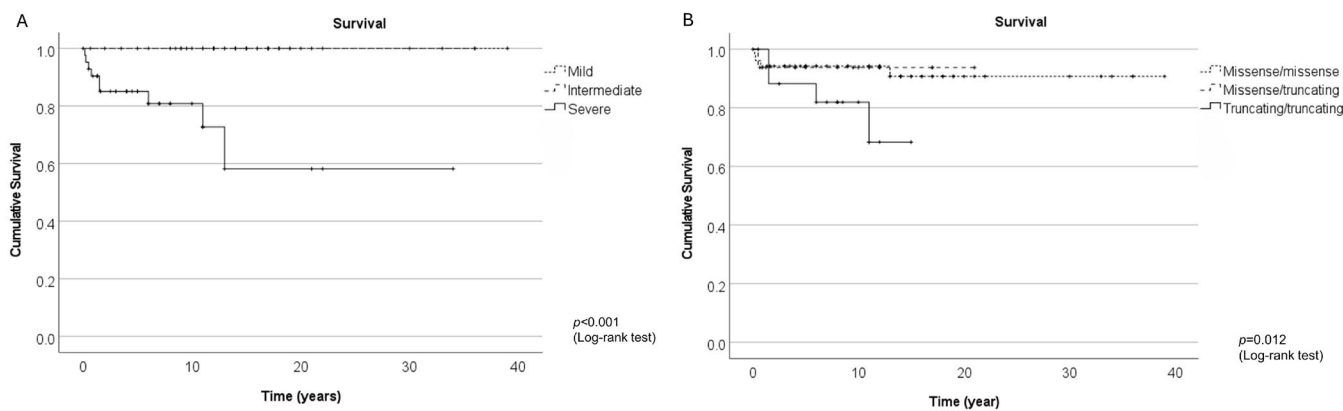 A
Survival
1.0
0.8
0.6
0.4
0.2
0.0
Cumulative Survival
0
10
20
30
40
Time (years)
Mild
Intermediate
Severe
p<0.001
(Log-rank test)
B
Survival
1.0
0.8
0.6
0.4
0.2
0.0
Cumulative Survival
0
10
20
30
40
Time (year)
Missense/missense
Missense/truncating
Truncating/truncating
p=0.012
(Log-rank test)